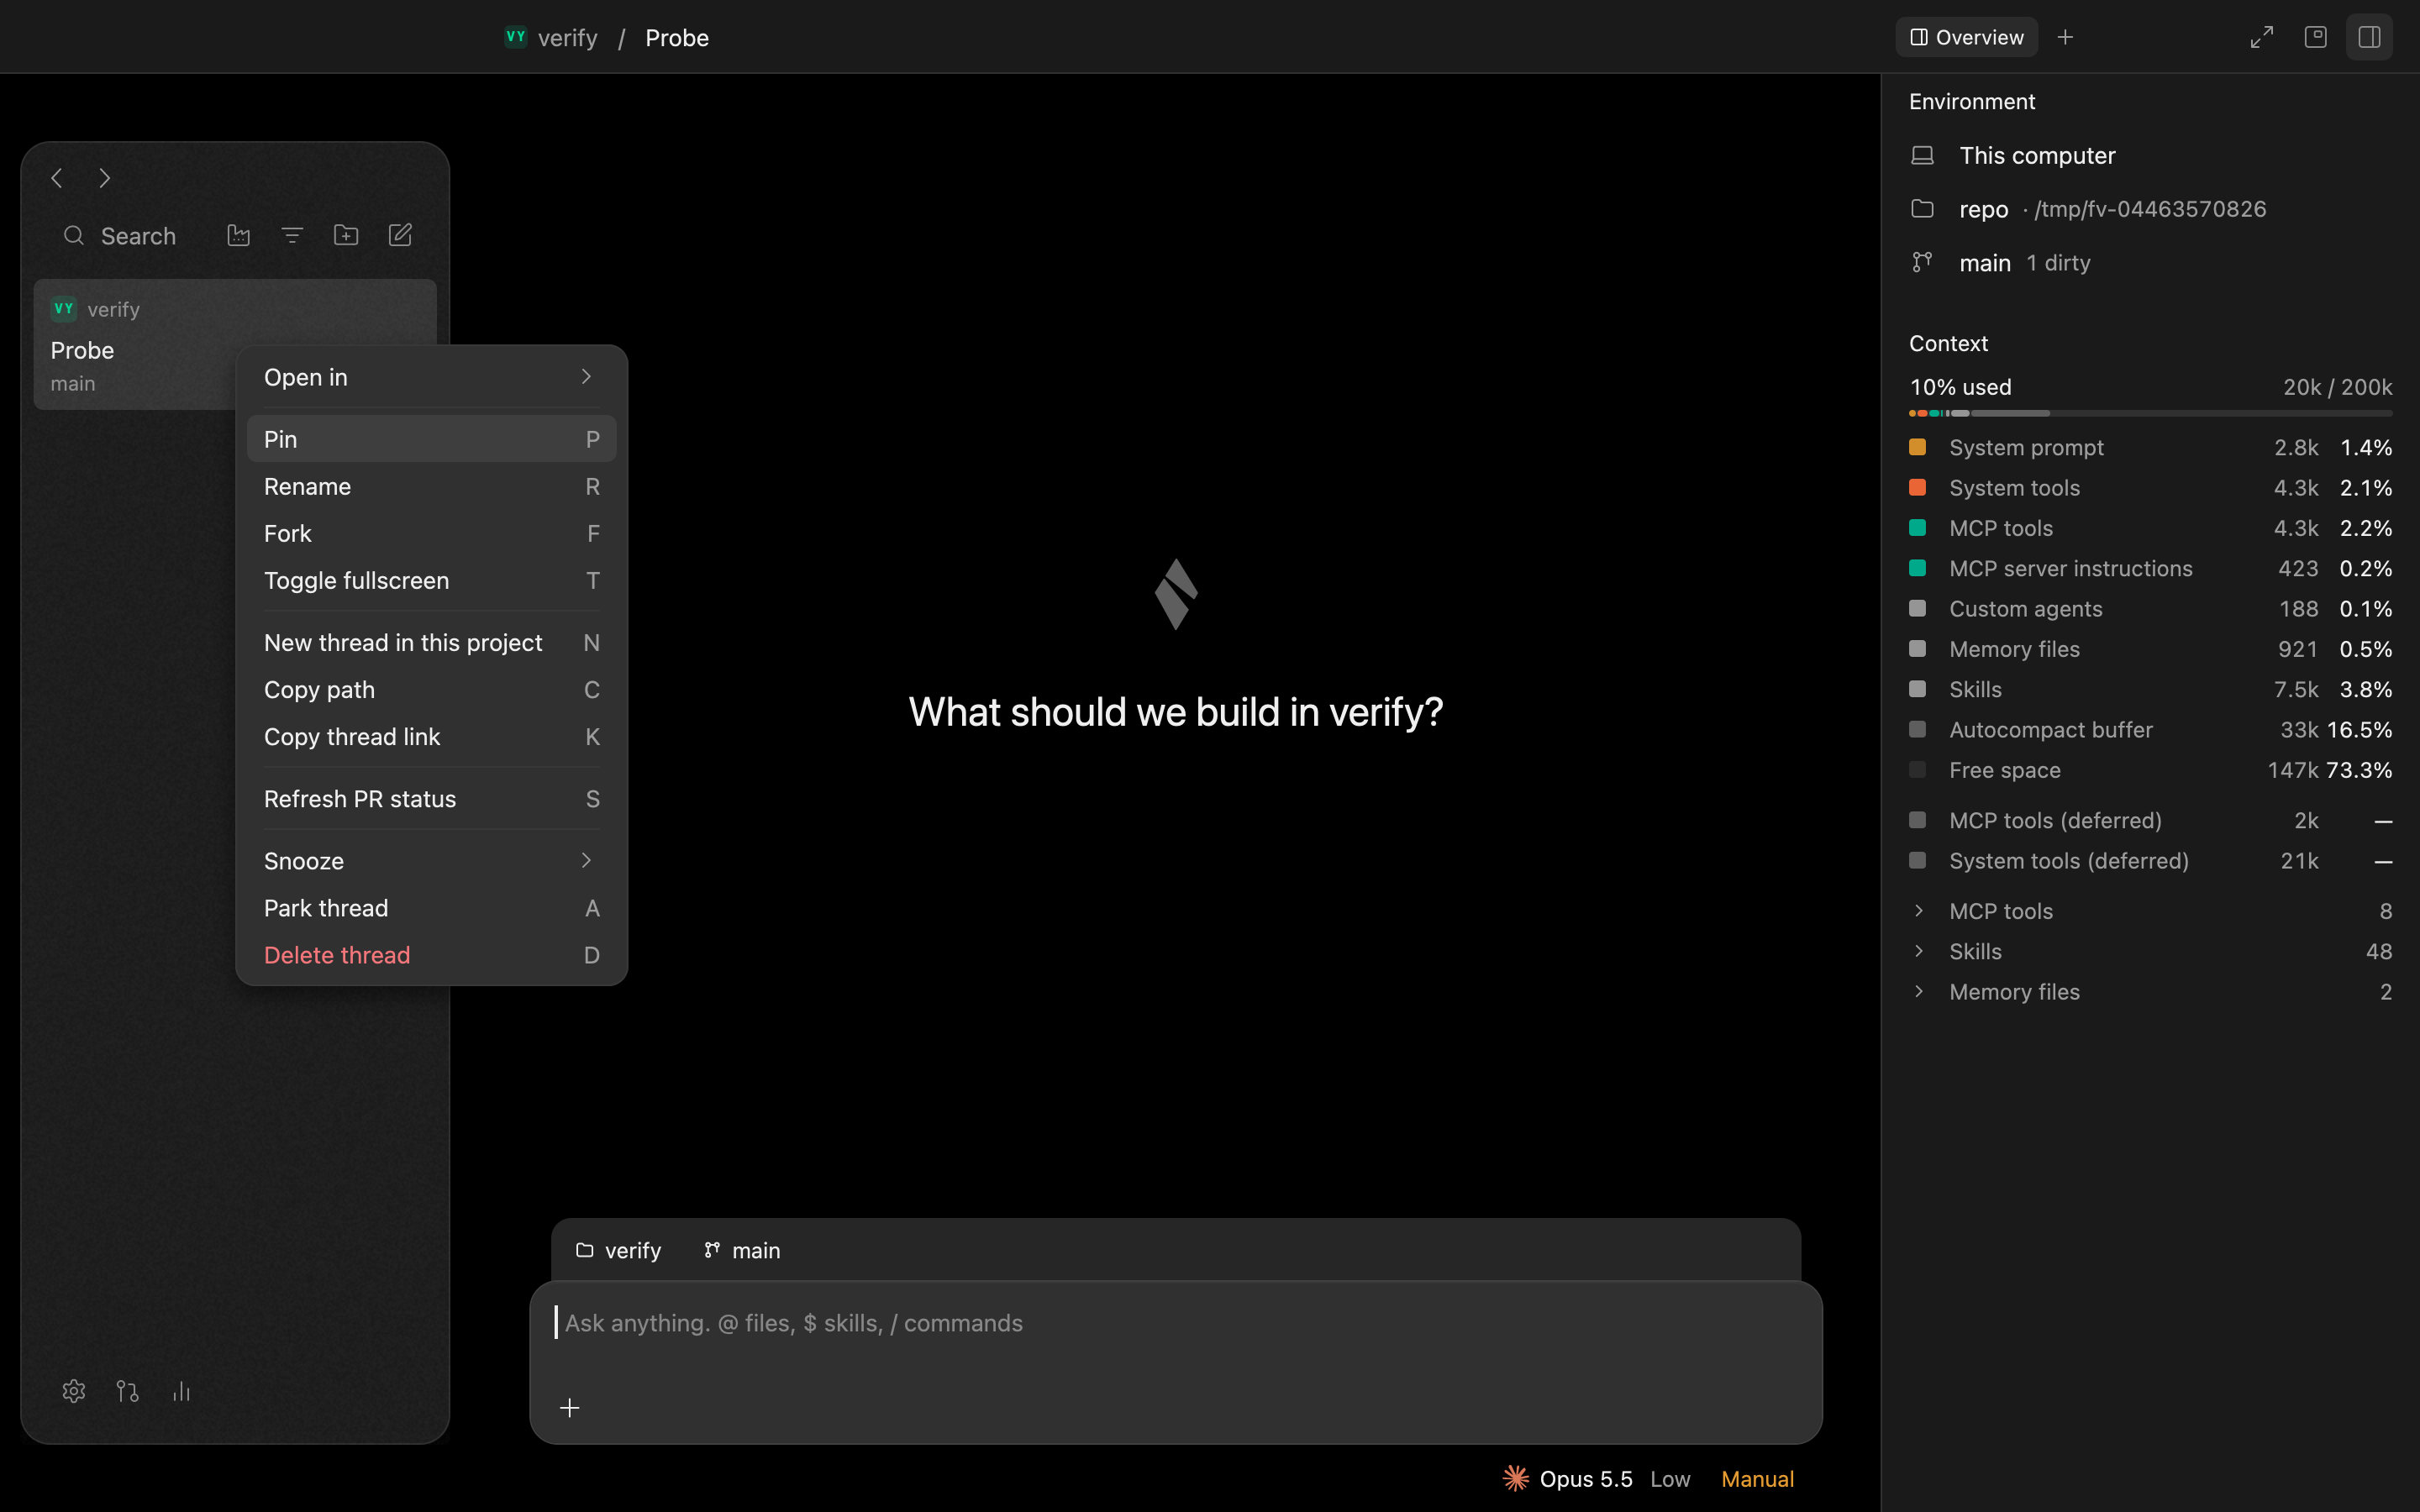 VY verify / Probe
Overview
Search
VY verify
Probe
main
Open in
Pin P
Rename R
Fork F
Toggle fullscreen T
New thread in this project N
Copy path C
Copy thread link K
Refresh PR status S
Snooze
Park thread A
Delete thread D
What should we build in verify?
verify main
Ask anything. @ files, $ skills, / commands
Opus 5.5 Low Manual
Environment
This computer
repo · /tmp/fv-04463570826
main 1 dirty
Context
10% used 20k / 200k
System prompt 2.8k 1.4%
System tools 4.3k 2.1%
MCP tools 4.3k 2.2%
MCP server instructions 423 0.2%
Custom agents 188 0.1%
Memory files 921 0.5%
Skills 7.5k 3.8%
Autocompact buffer 33k 16.5%
Free space 147k 73.3%
MCP tools (deferred) 2k —
System tools (deferred) 21k —
MCP tools 8
Skills 48
Memory files 2